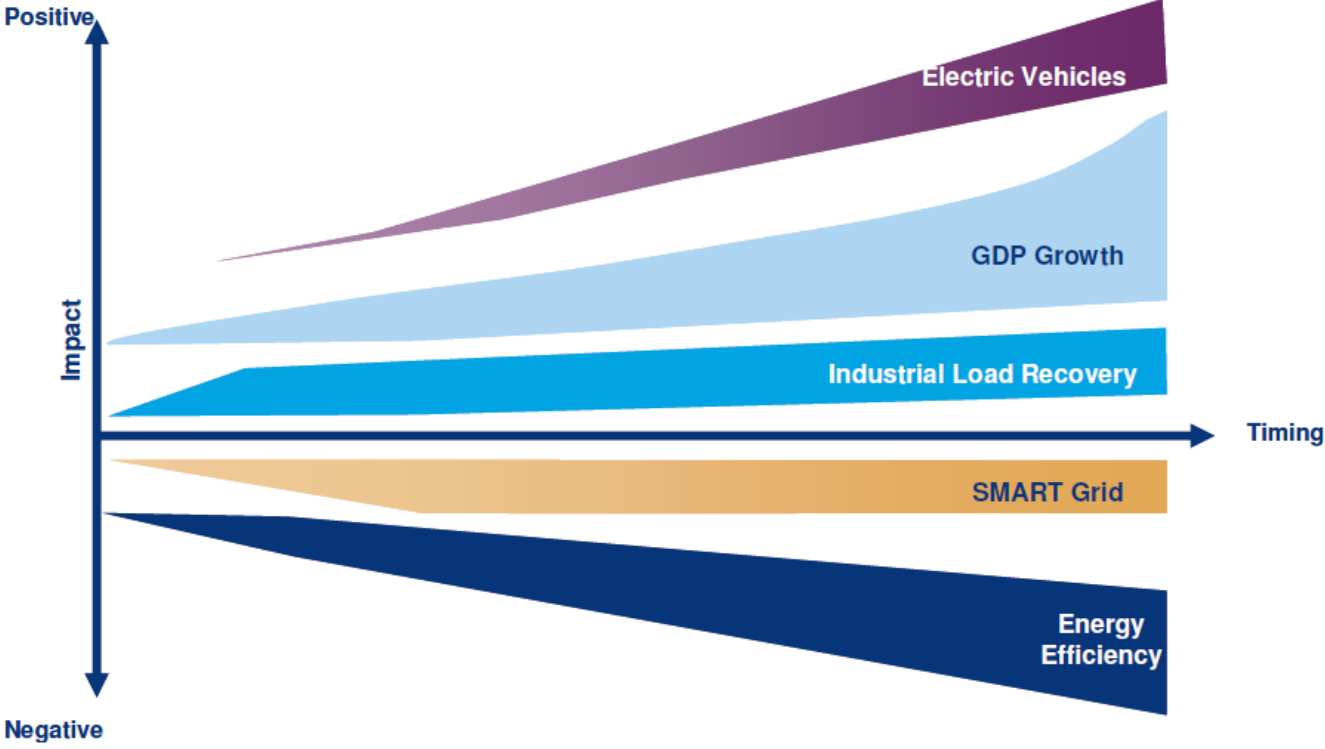 Positive
Electric Vehicles
GDP Growth
Impact
Industrial Load Recovery
Timing
SMART Grid
Energy
Efficiency
Negative